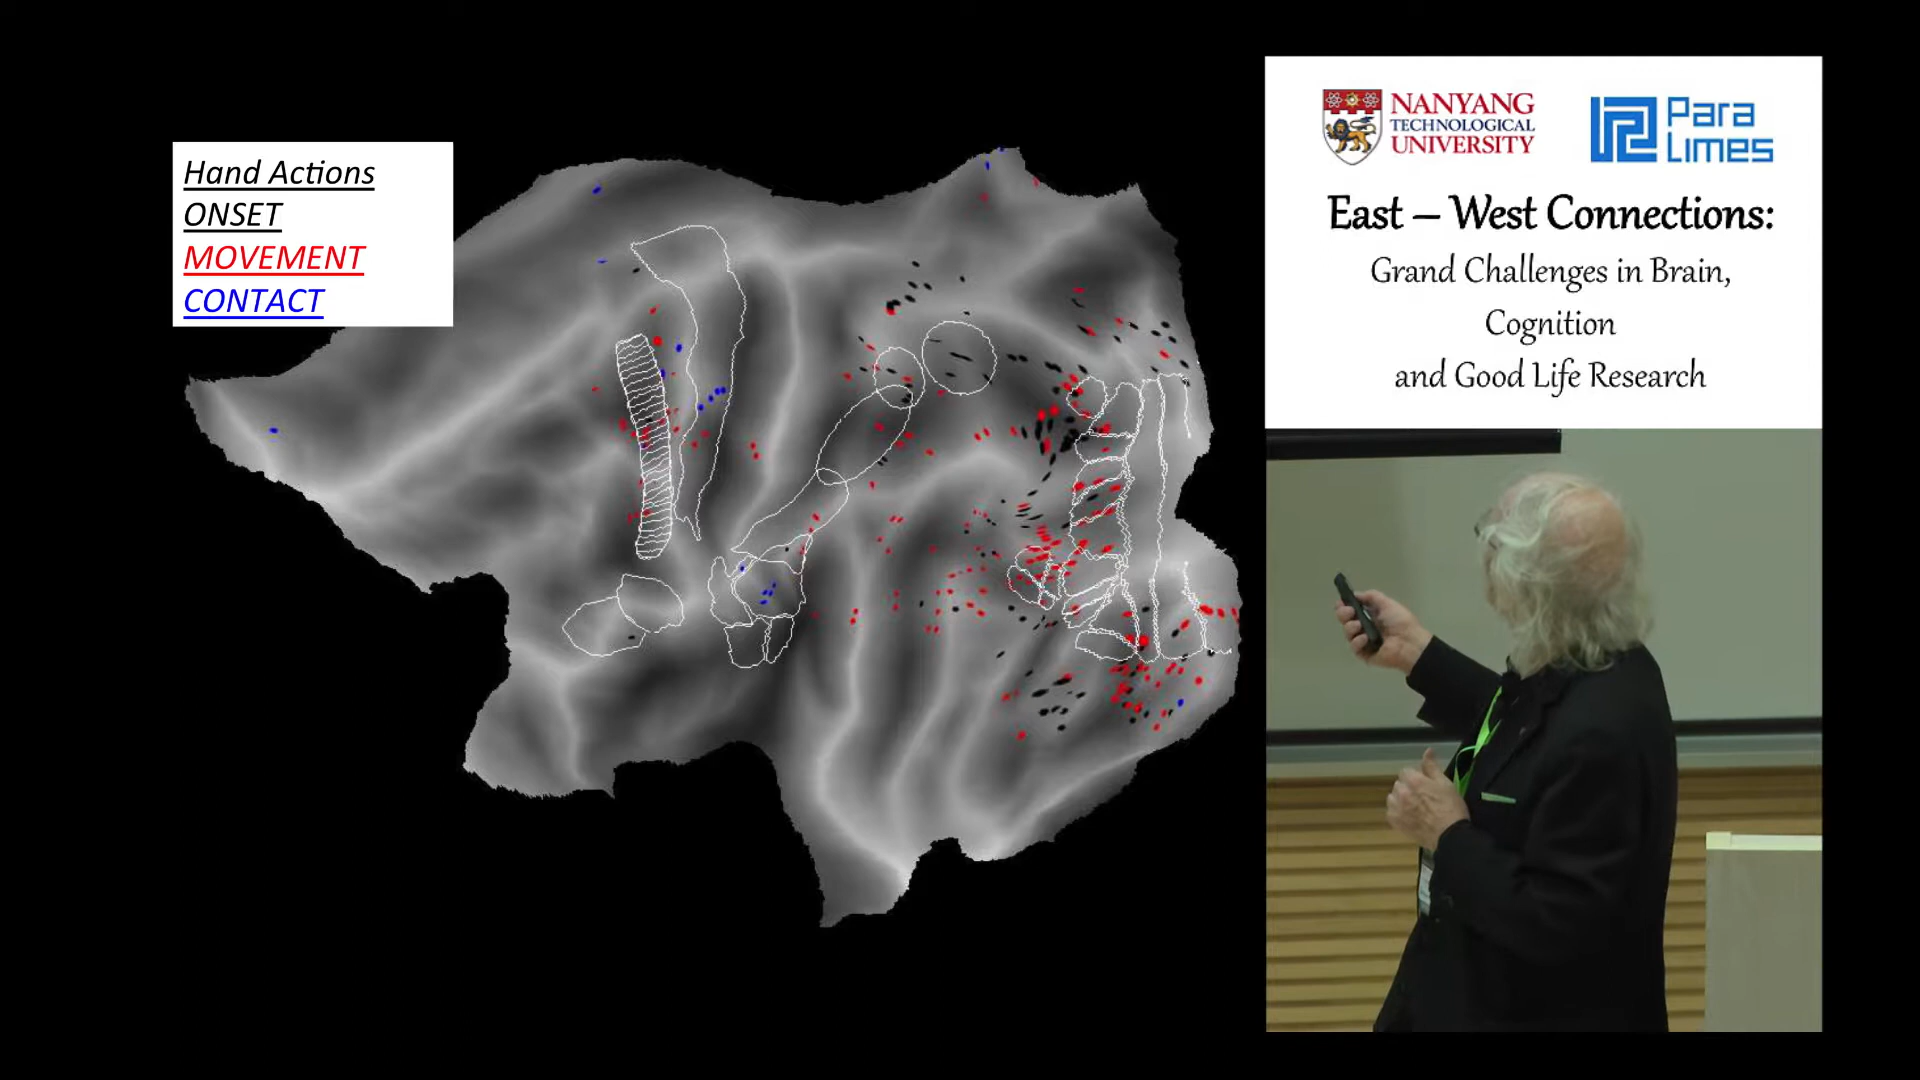 Hand Actions
ONSET
MOVEMENT
CONTACT
NANYANG
TECHNOLOGICAL
UNIVERSITY
Para
Limes
East – West Connections:
Grand Challenges in Brain,
Cognition
and Good Life Research